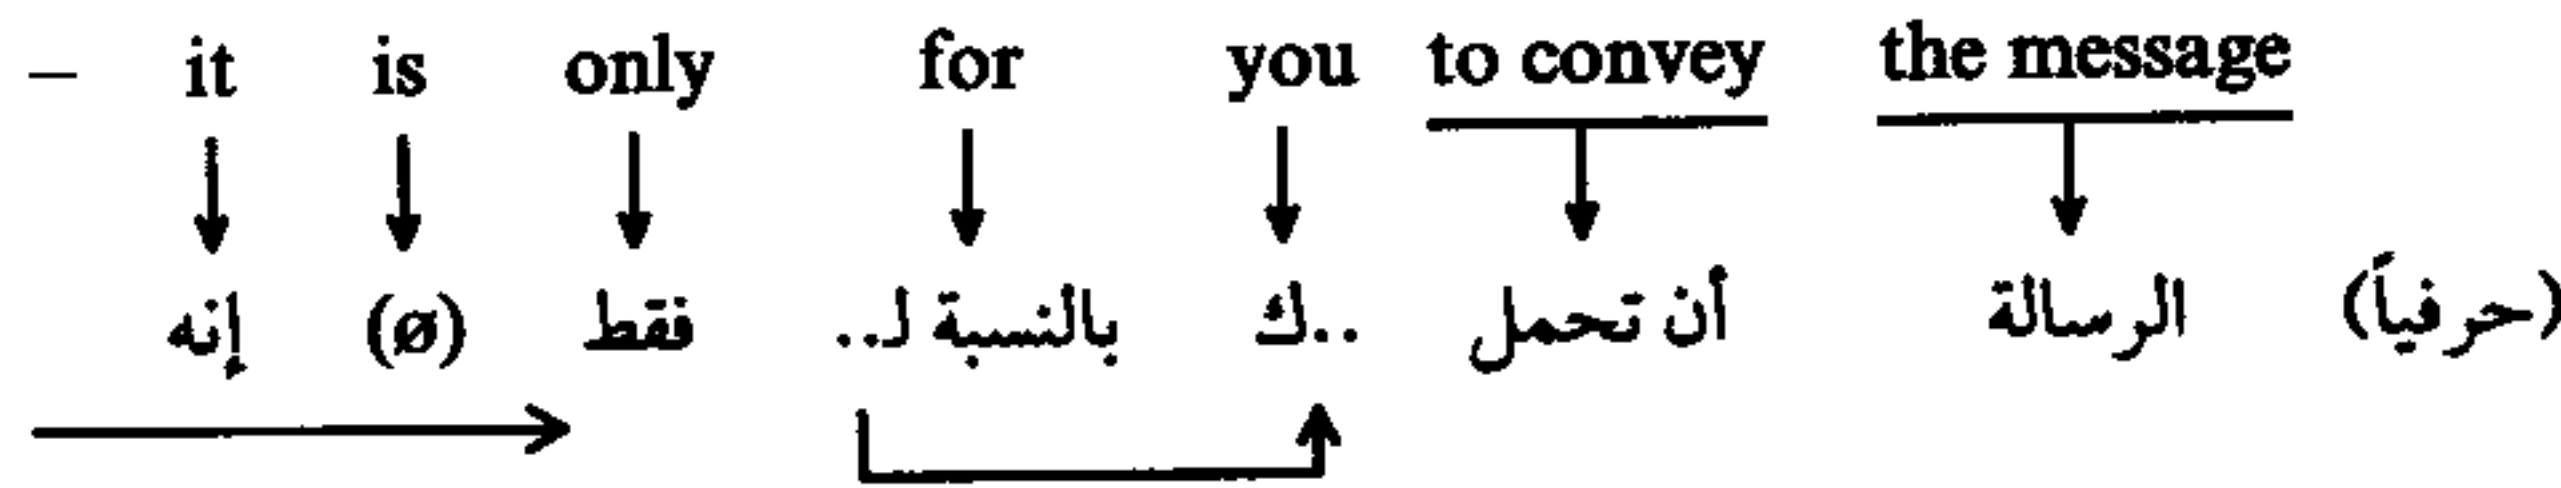 – it is only for you to convey the message
إنه (ø) فقط بالنسبة لـ.. ..ك أن تحمل الرسالة (حرفياً)